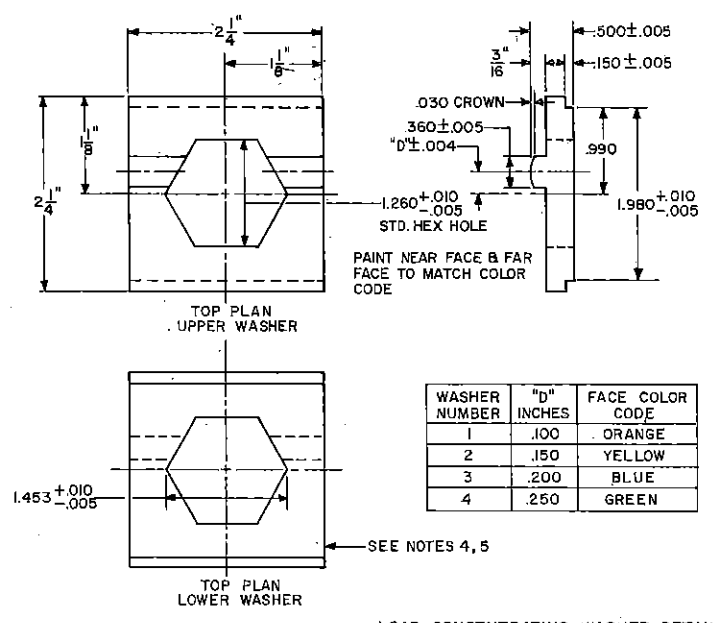 2 1/4"
1 1/8"
3/16"
.500±.005
.150±.005
.030 CROWN
.360±.005
"D"±.004
.990
1 1/8"
2 1/4"
1.260 +.010 -.005
STD. HEX HOLE
1.980 +.010 -.005
PAINT NEAR FACE & FAR
FACE TO MATCH COLOR
CODE
TOP PLAN
UPPER WASHER
WASHER NUMBER "D" INCHES FACE COLOR CODE
1 .100 ORANGE
2 .150 YELLOW
3 .200 BLUE
4 .250 GREEN
1.453 +.010 -.005
SEE NOTES 4,5
TOP PLAN
LOWER WASHER